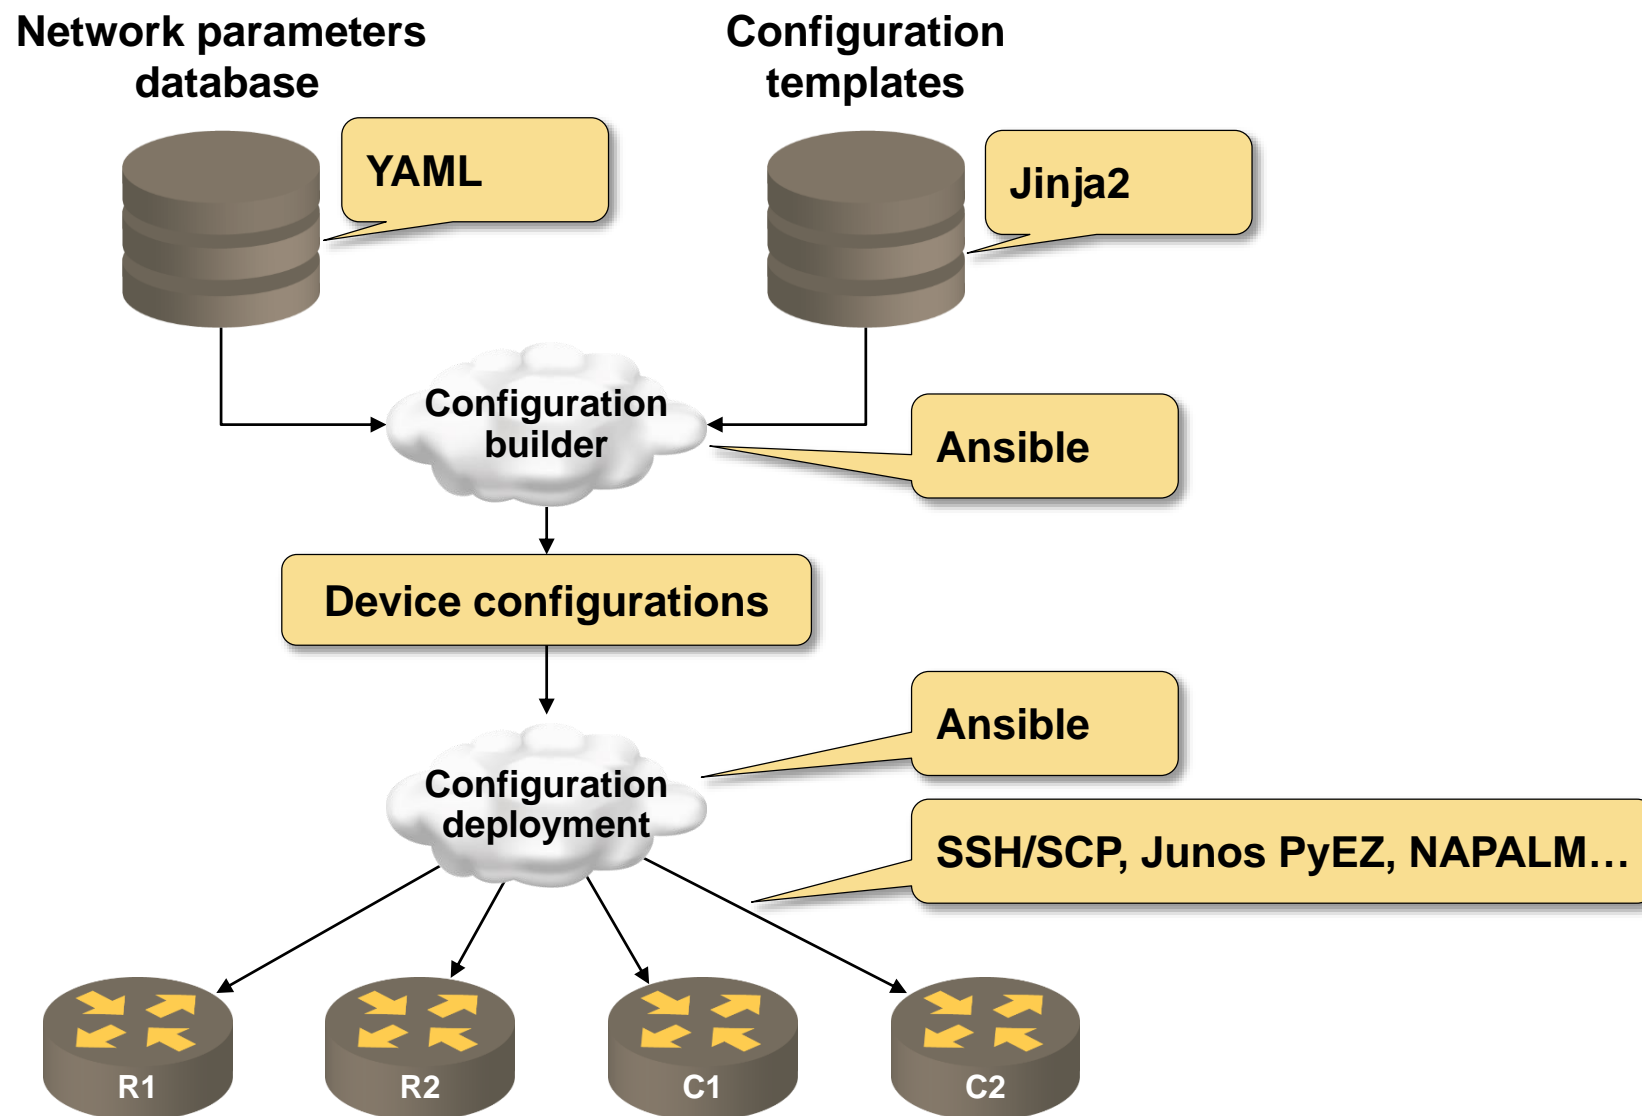 Network parameters
database
Configuration
templates
YAML
Jinja2
Configuration
builder
Ansible
Device configurations
Ansible
Configuration
deployment
SSH/SCP, Junos PyEZ, NAPALM…
R1
R2
C1
C2